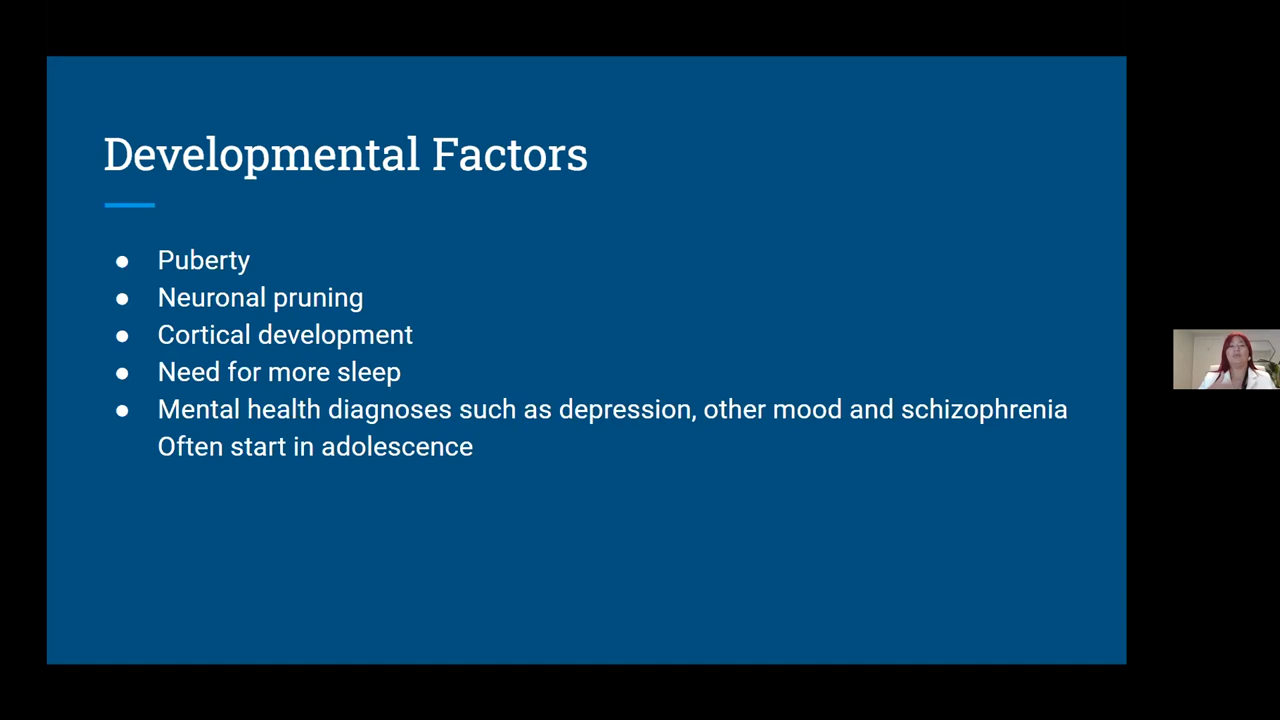 Developmental Factors
● Puberty
● Neuronal pruning
● Cortical development
● Need for more sleep
● Mental health diagnoses such as depression, other mood and schizophrenia
Often start in adolescence